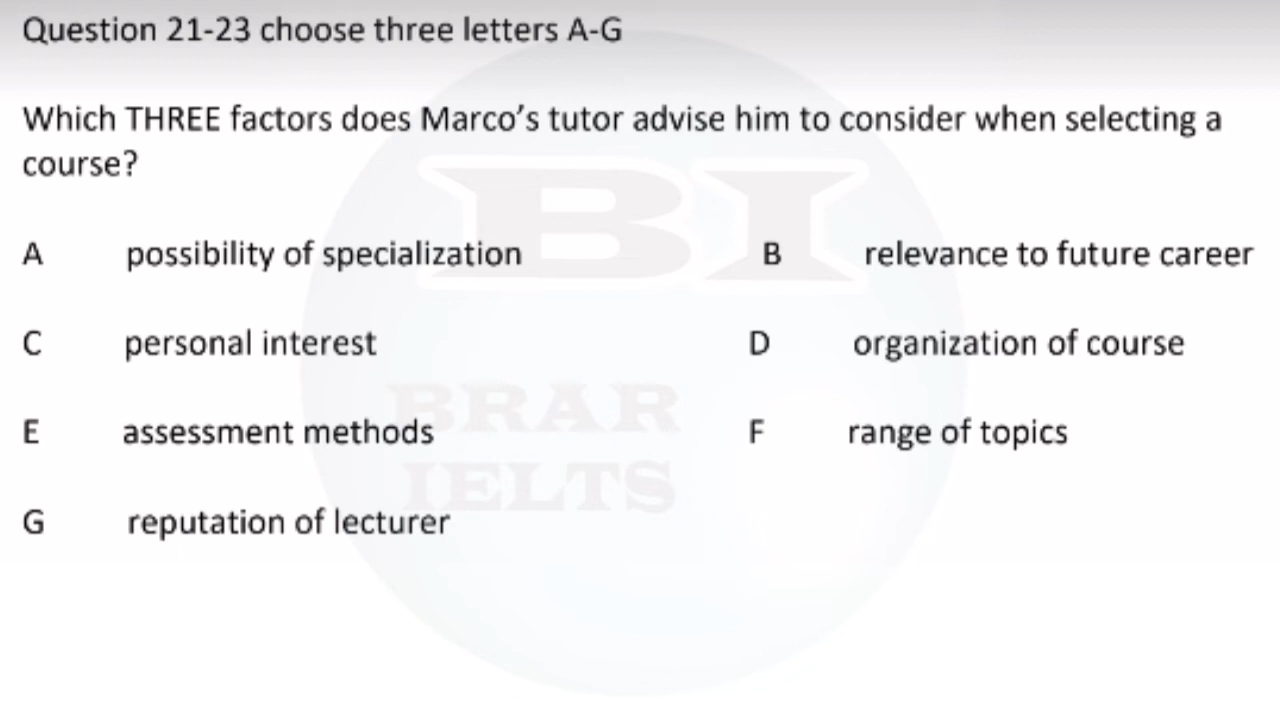 Question 21-23 choose three letters A-G
Which THREE factors does Marco's tutor advise him to consider when selecting a
course?
A possibility of specialization B relevance to future career
C personal interest D organization of course
E assessment methods F range of topics
G reputation of lecturer
BI
BRAR
IELTS